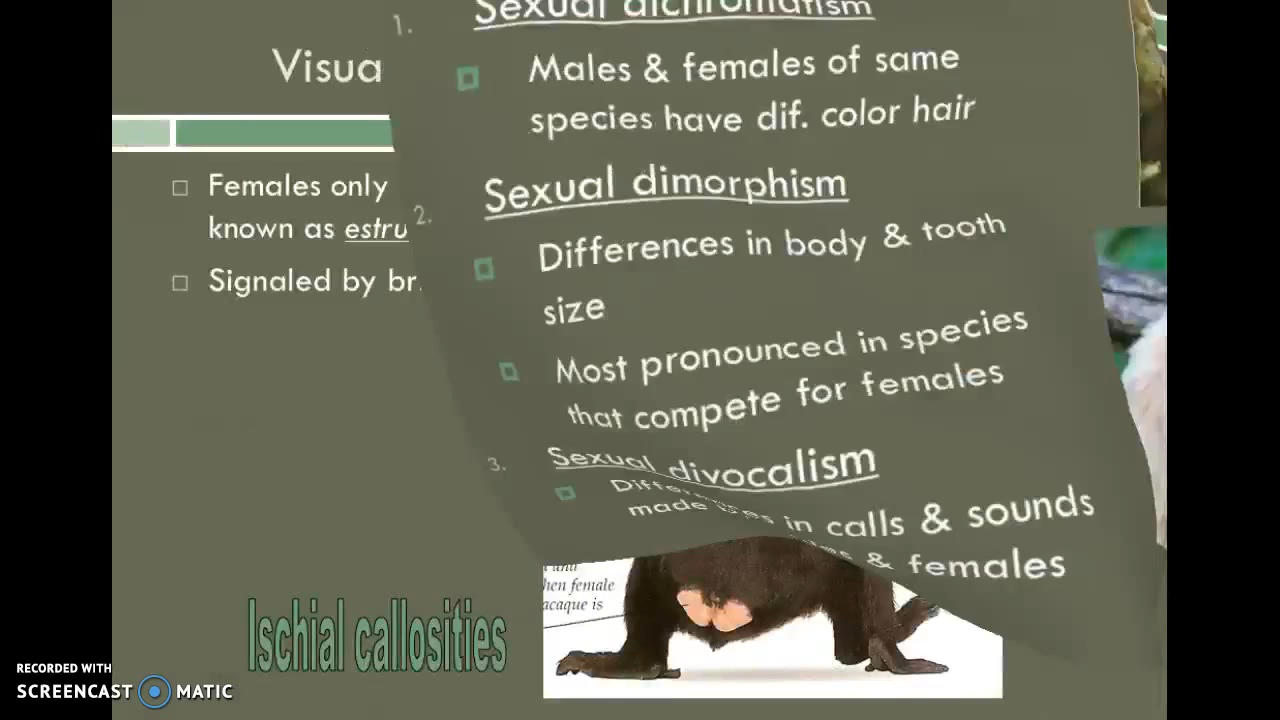 Visua
Females only
known as estru
Signaled by br
1. Sexual dichromatism
Males & females of same
species have dif. color hair
2. Sexual dimorphism
Differences in body & tooth
size
Most pronounced in species
that compete for females
3. Sexual divocalism
in calls & sounds
made & females
hen female
acaque is
Ischial callosities
RECORDED WITH
SCREENCAST MATIC